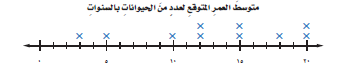 متوسط العمر المتوقع لعددٍ من الحيوانات بالسنوات
٠ ٥ ١٠ ١٥ ٢٠